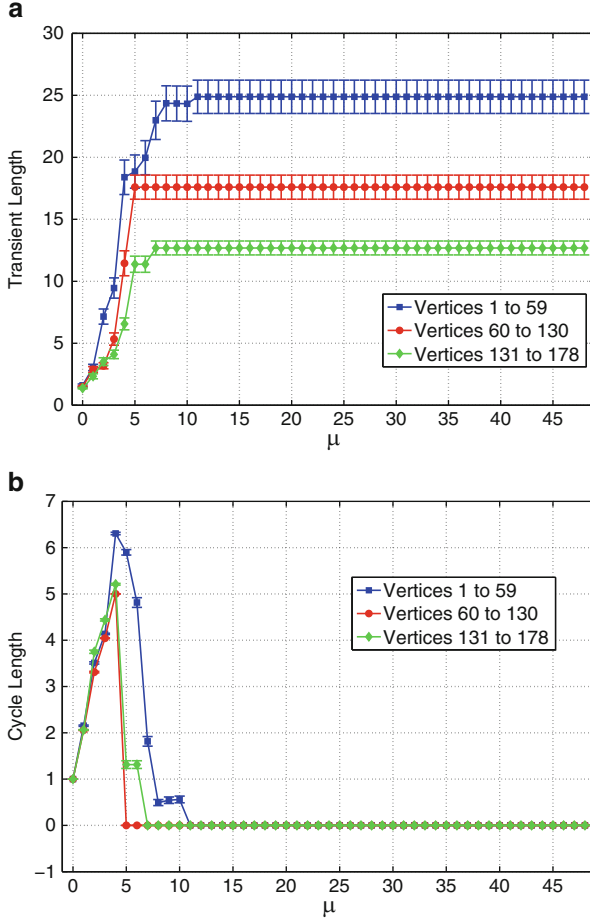 a
30
25
20
15
10
5
0
Transient Length
Vertices 1 to 59
Vertices 60 to 130
Vertices 131 to 178
0 5 10 15 20 25 30 35 40 45
μ
b
7
6
5
4
3
2
1
0
−1
Cycle Length
Vertices 1 to 59
Vertices 60 to 130
Vertices 131 to 178
0 5 10 15 20 25 30 35 40 45
μ